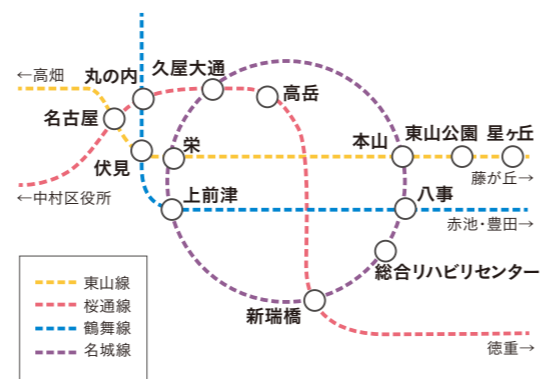 久屋大通
丸の内
←高畑
高岳
名古屋
栄
本山
東山公園
星ヶ丘
伏見
藤が丘→
←中村区役所
上前津
八事
赤池・豊田→
総合リハビリセンター
東山線
桜通線
鶴舞線
名城線
新瑞橋
徳重→